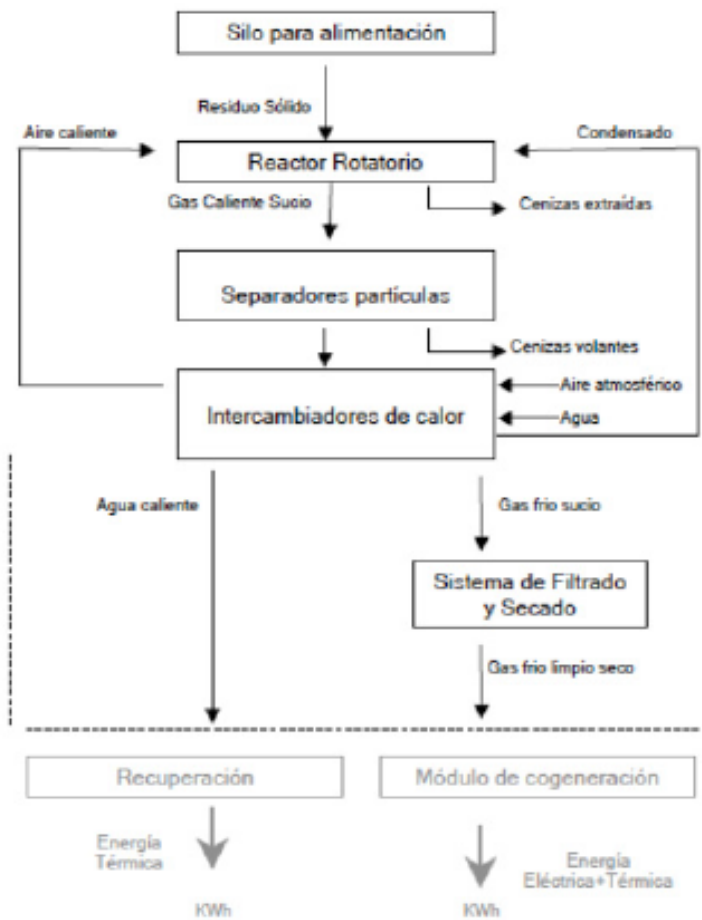 Silo para alimentación
Residuo Sólido
Aire caliente
Condensado
Reactor Rotatorio
Gas Caliente Sucio
Cenizas extraídas
Separadores partículas
Cenizas volantes
Aire atmosférico
Intercambiadores de calor
Agua
Agua caliente
Gas frio sucio
Sistema de Filtrado
y Secado
Gas frio limpio seco
Recuperación
Módulo de cogeneración
Energía
Térmica
Energía
Eléctrica+Térmica
KWh
KWh